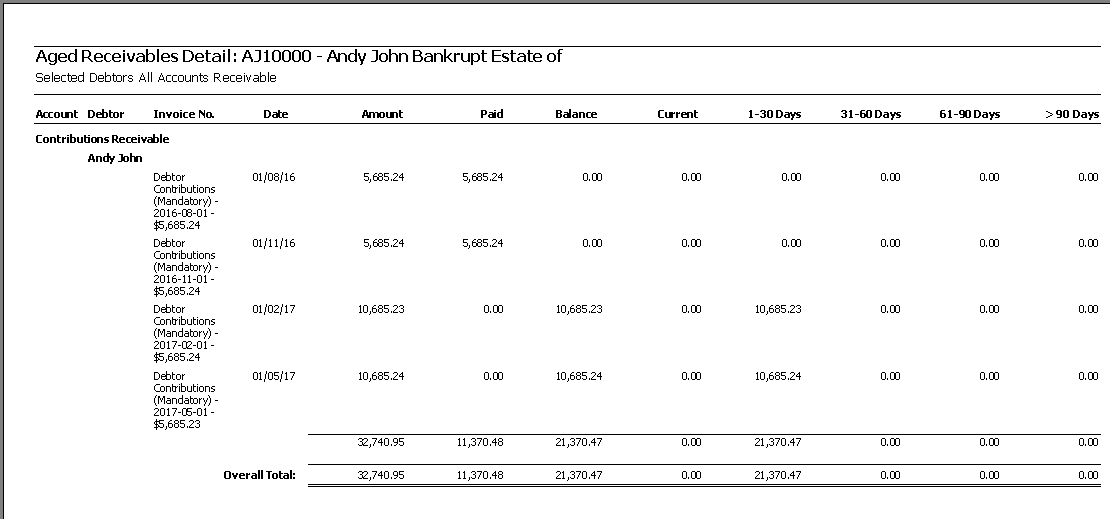 Aged Receivables Detail: AJ10000 - Andy John Bankrupt Estate of
Selected Debtors All Accounts Receivable
Account Debtor Invoice No. Date Amount Paid Balance Current 1-30 Days 31-60 Days 61-90 Days > 90 Days
Contributions Receivable
Andy John
Debtor 01/08/16 5,685.24 5,685.24 0.00 0.00 0.00 0.00 0.00 0.00
Contributions
(Mandatory) -
2016-08-01 -
$5,685.24
Debtor 01/11/16 5,685.24 5,685.24 0.00 0.00 0.00 0.00 0.00 0.00
Contributions
(Mandatory) -
2016-11-01 -
$5,685.24
Debtor 01/02/17 10,685.23 0.00 10,685.23 0.00 10,685.23 0.00 0.00 0.00
Contributions
(Mandatory) -
2017-02-01 -
$5,685.24
Debtor 01/05/17 10,685.24 0.00 10,685.24 0.00 10,685.24 0.00 0.00 0.00
Contributions
(Mandatory) -
2017-05-01 -
$5,685.23
32,740.95 11,370.48 21,370.47 0.00 21,370.47 0.00 0.00 0.00
Overall Total: 32,740.95 11,370.48 21,370.47 0.00 21,370.47 0.00 0.00 0.00